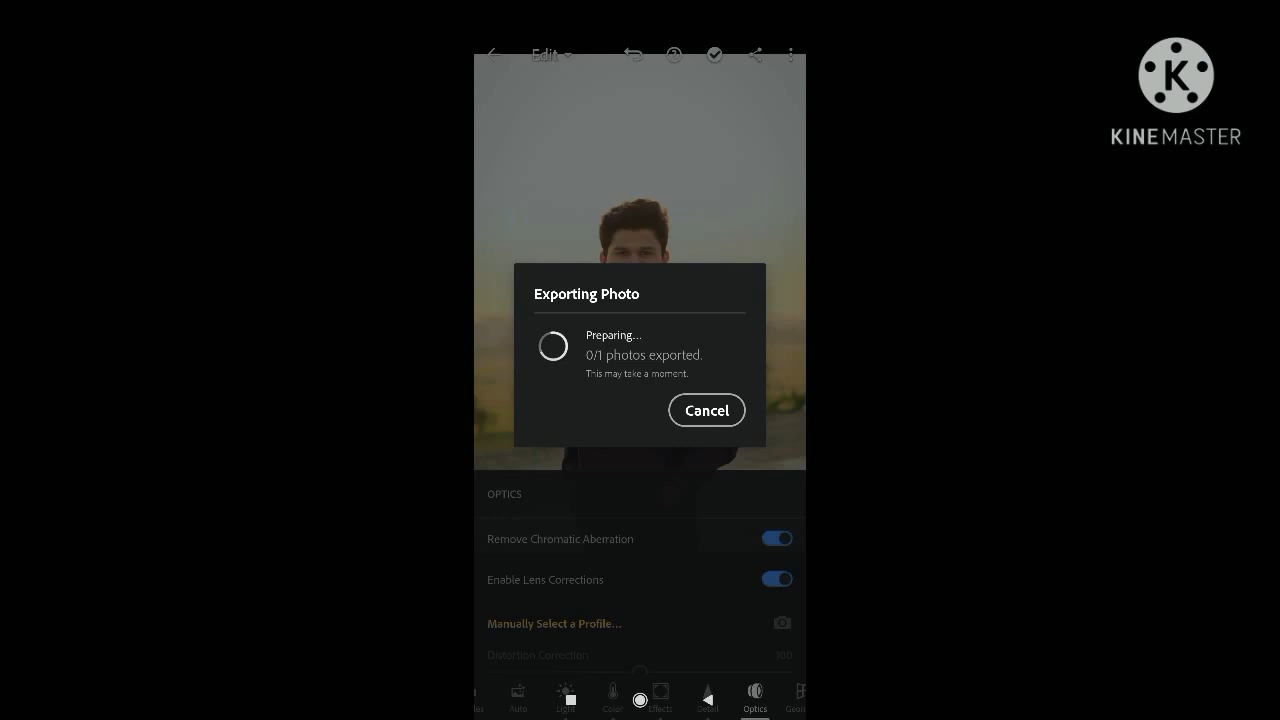 Edit
KINEMASTER
Exporting Photo
Preparing...
0/1 photos exported.
This may take a moment.
Cancel
OPTICS
Remove Chromatic Aberration
Enable Lens Corrections
Manually Select a Profile...
Distortion Correction 100
Auto Light Color Effects Detail Optics